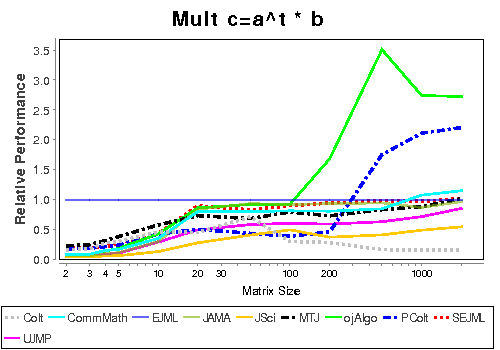 Mult c=a^t * b
Relative Performance
3.5
3.0
2.5
2.0
1.5
1.0
0.5
0.0
2 3 4 5 10 20 30 100 200 1000
Matrix Size
Colt CommMath EJML JAMA JSci MTJ ojAlgo PColt SEJML
UJMP